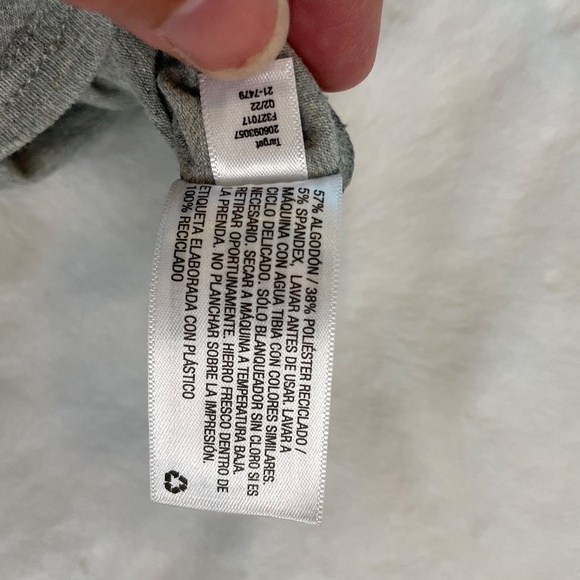 Target
206093057
F327017
Q2/22
21-7479
57% ALGODÓN / 38% POLIÉSTER RECICLADO /
5% SPANDEX, LAVAR ANTES DE USAR. LAVAR A
MÁQUINA CON AGUA TIBIA CON COLORES SIMILARES.
CICLO DELICADO. SÓLO BLANQUEADOR SIN CLORO SI ES
NECESARIO. SECAR A MÁQUINA A TEMPERATURA BAJA.
RETIRAR OPORTUNAMENTE. HIERRO FRESCO DENTRO DE
LA PRENDA. NO PLANCHAR SOBRE LA IMPRESIÓN.
ETIQUETA ELABORADA CON PLÁSTICO
100% RECICLADO